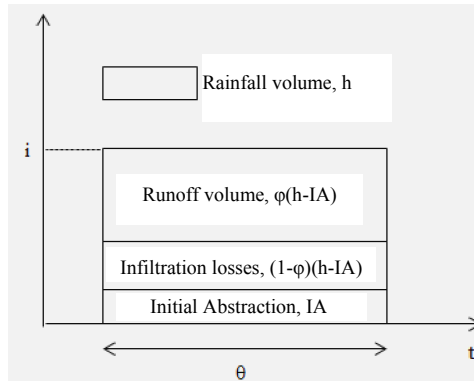 Rainfall volume, h
i
Runoff volume, φ(h-IA)
Infiltration losses, (1-φ)(h-IA)
Initial Abstraction, IA
t
θ